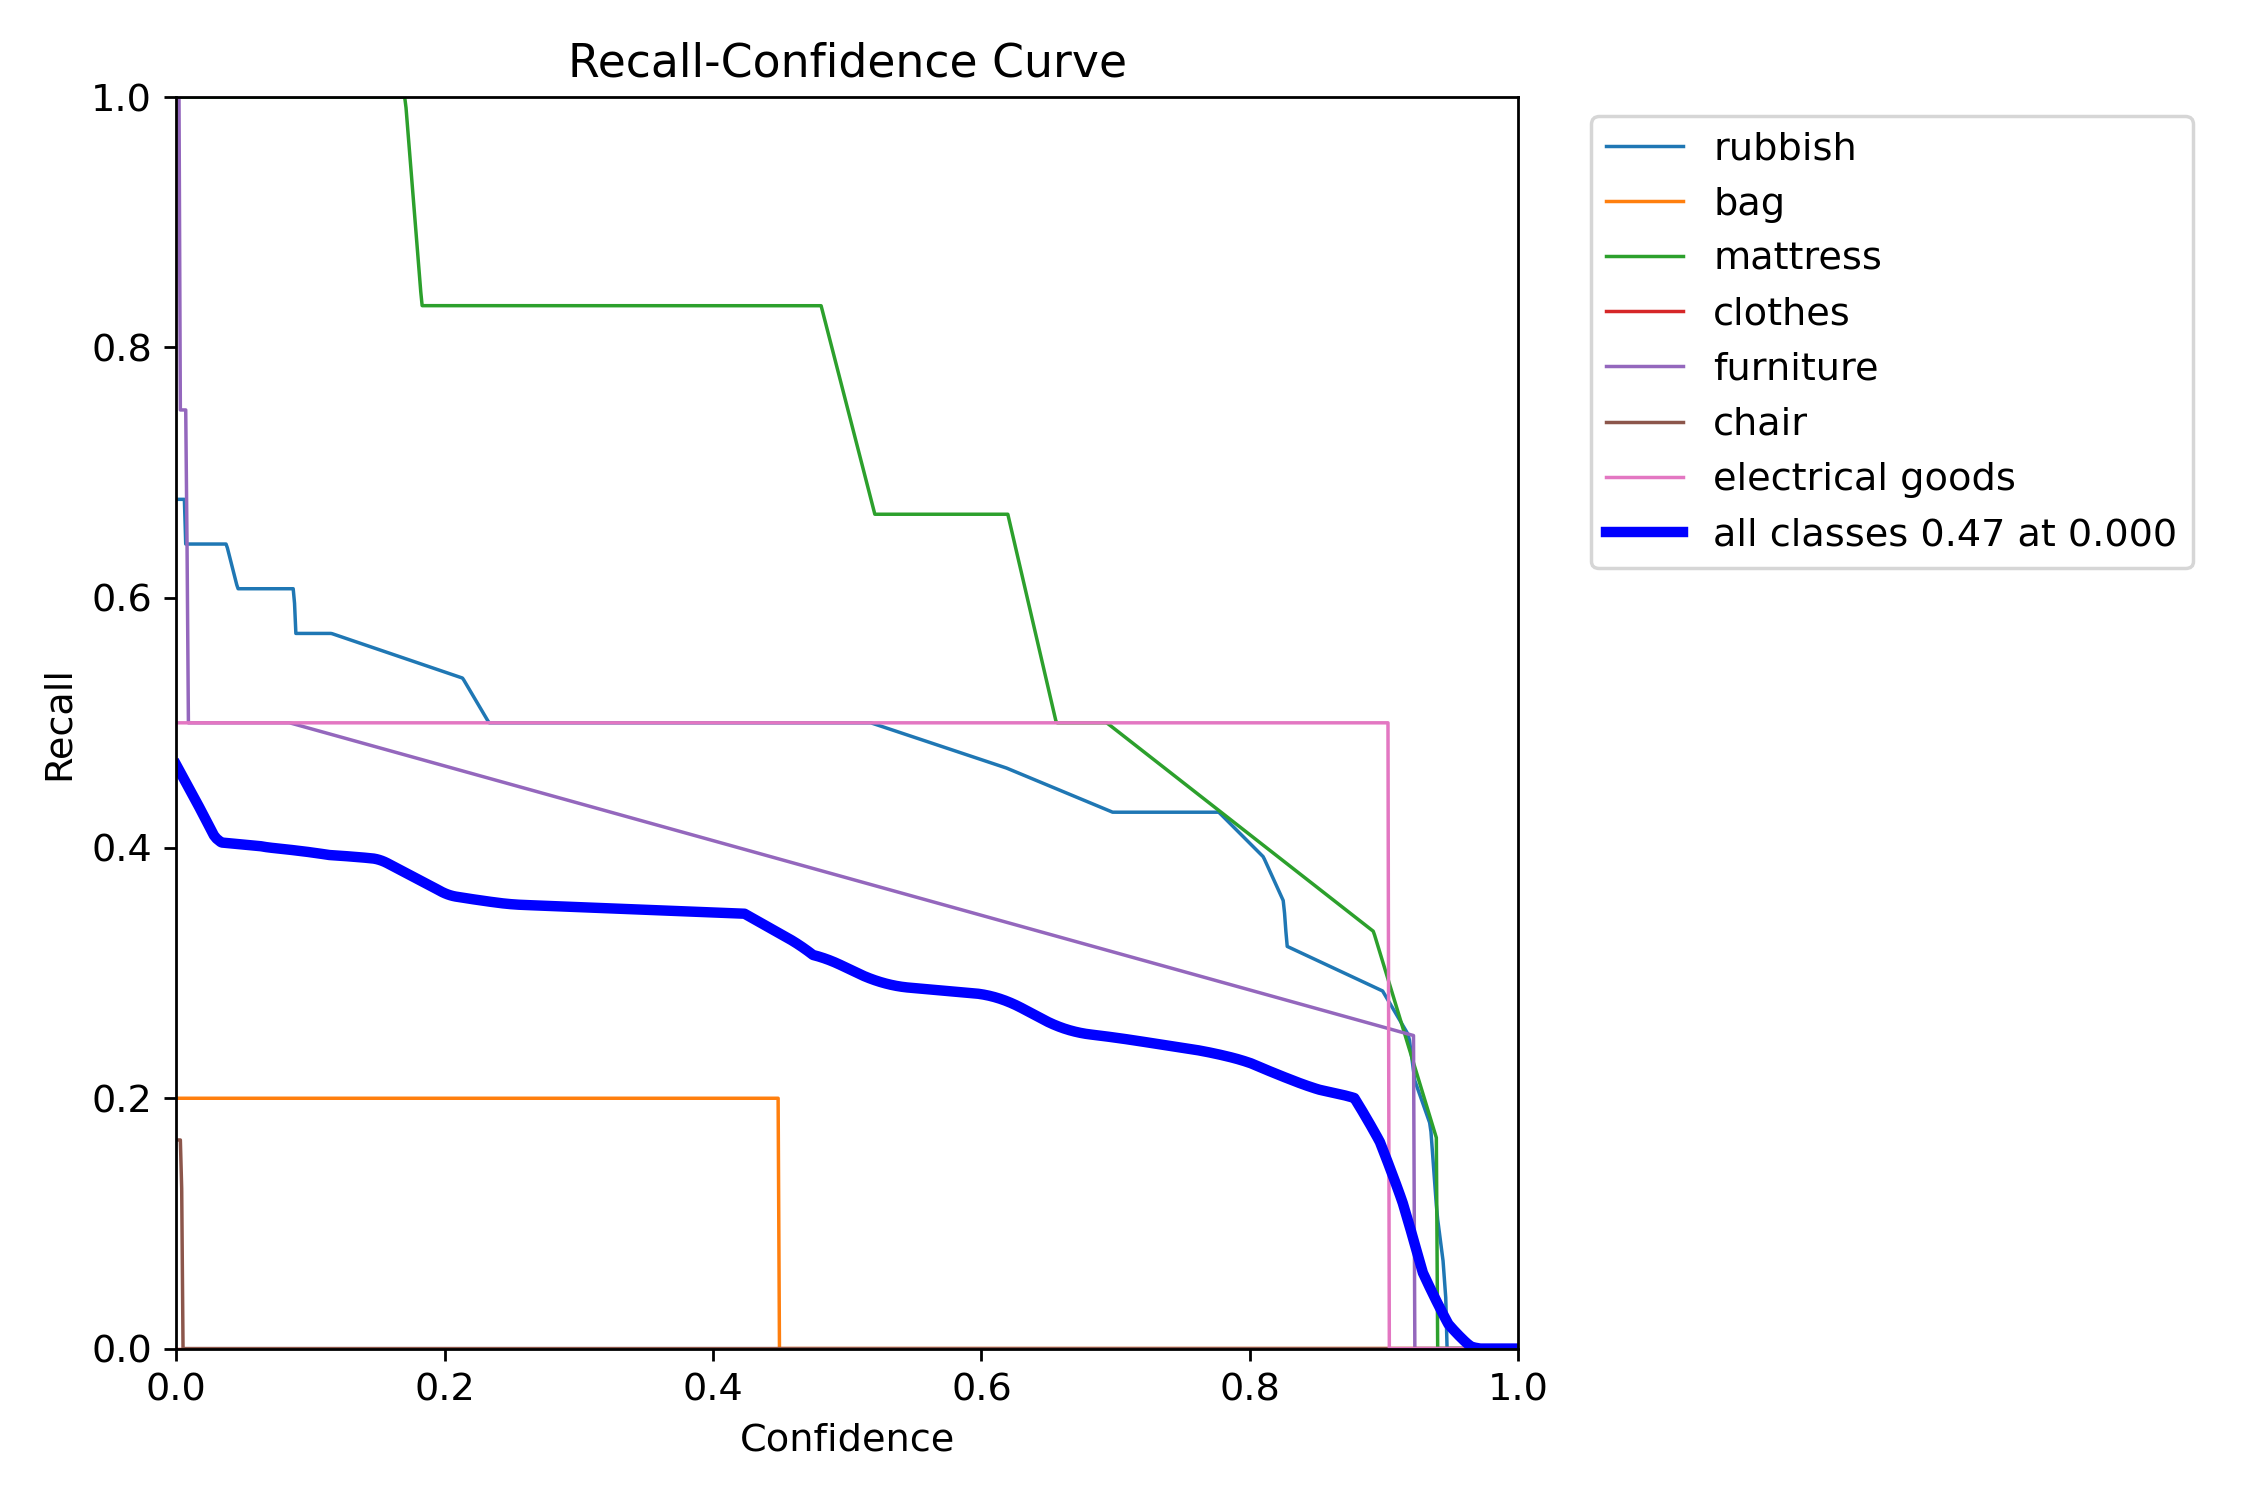 Recall-Confidence Curve
1.0
0.8
0.6
0.4
0.2
0.0
Recall
0.0 0.2 0.4 0.6 0.8 1.0
Confidence
rubbish
bag
mattress
clothes
furniture
chair
electrical goods
all classes 0.47 at 0.000